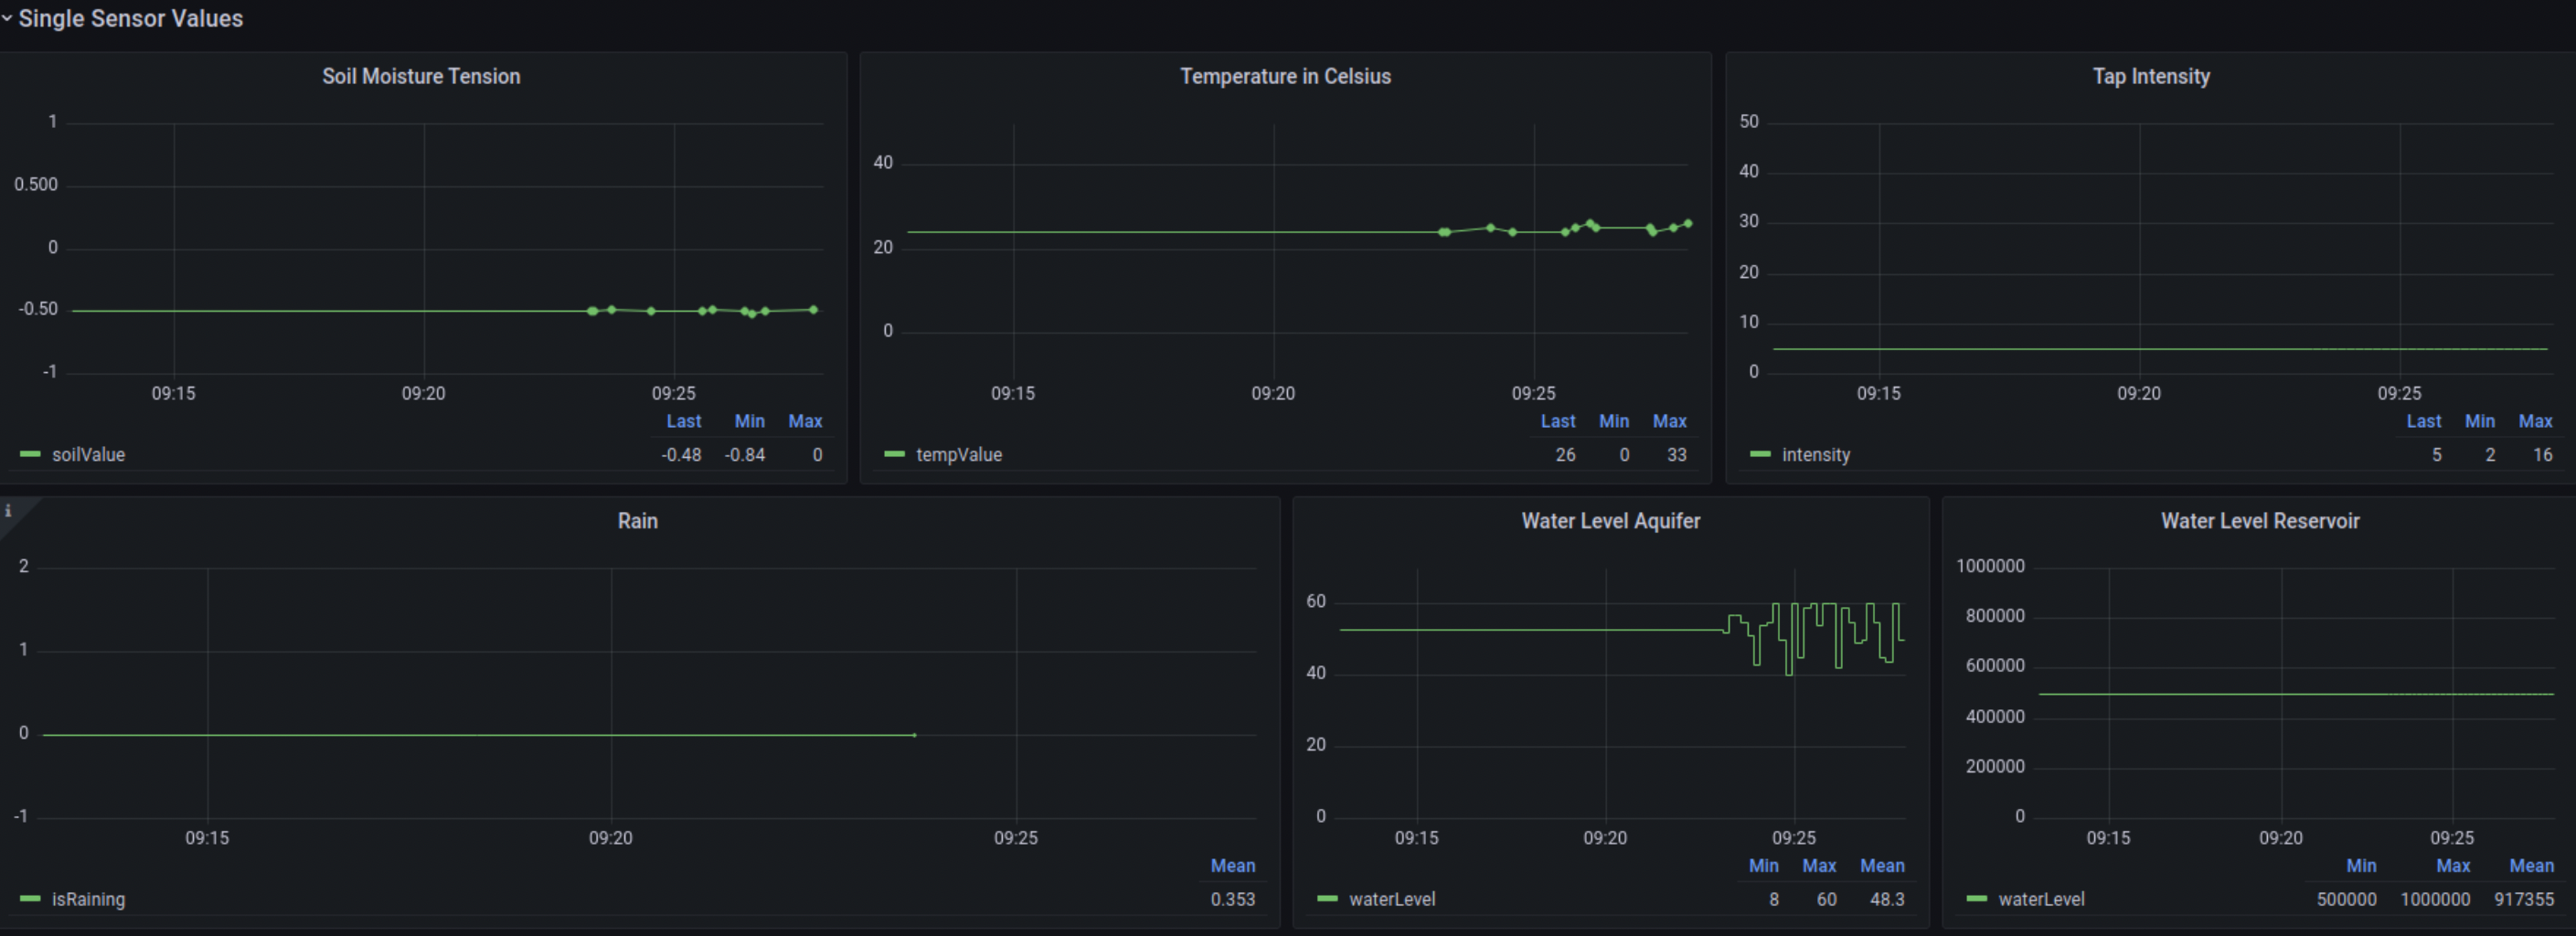 Single Sensor Values
Soil Moisture Tension
1
0.500
0
-0.50
-1
09:15 09:20 09:25
Last Min Max
soilValue -0.48 -0.84 0
Temperature in Celsius
40
20
0
09:15 09:20 09:25
Last Min Max
tempValue 26 0 33
Tap Intensity
50
40
30
20
10
0
09:15 09:20 09:25
Last Min Max
intensity 5 2 16
i
Rain
2
1
0
-1
09:15 09:20 09:25
Mean
isRaining 0.353
Water Level Aquifer
60
40
20
0
09:15 09:20 09:25
Min Max Mean
waterLevel 8 60 48.3
Water Level Reservoir
1000000
800000
600000
400000
200000
0
09:15 09:20 09:25
Min Max Mean
waterLevel 500000 1000000 917355